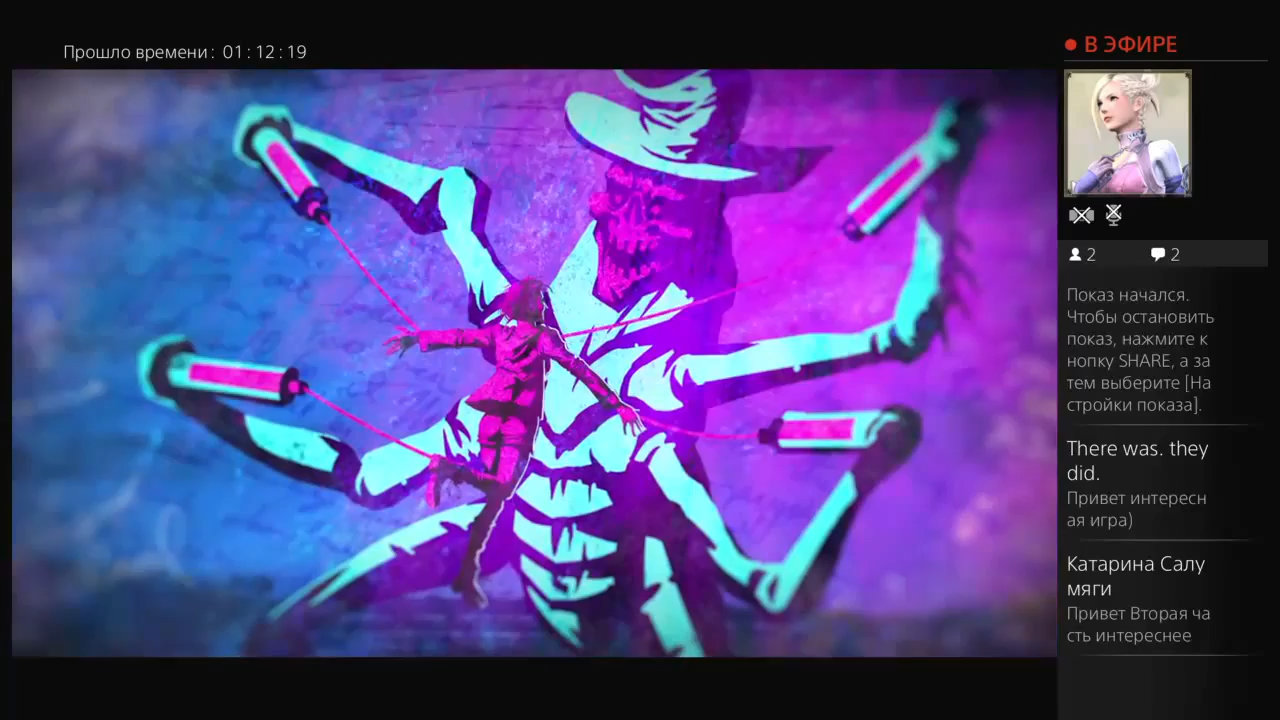 Прошло времени: 01:12:19
В ЭФИРЕ
2
2
Показ начался.
Чтобы остановить
показ, нажмите к
нопку SHARE, а за
тем выберите [На
стройки показа].
There was. they
did.
Привет интересн
ая игра)
Катарина Салу
мяги
Привет Вторая ча
сть интереснее